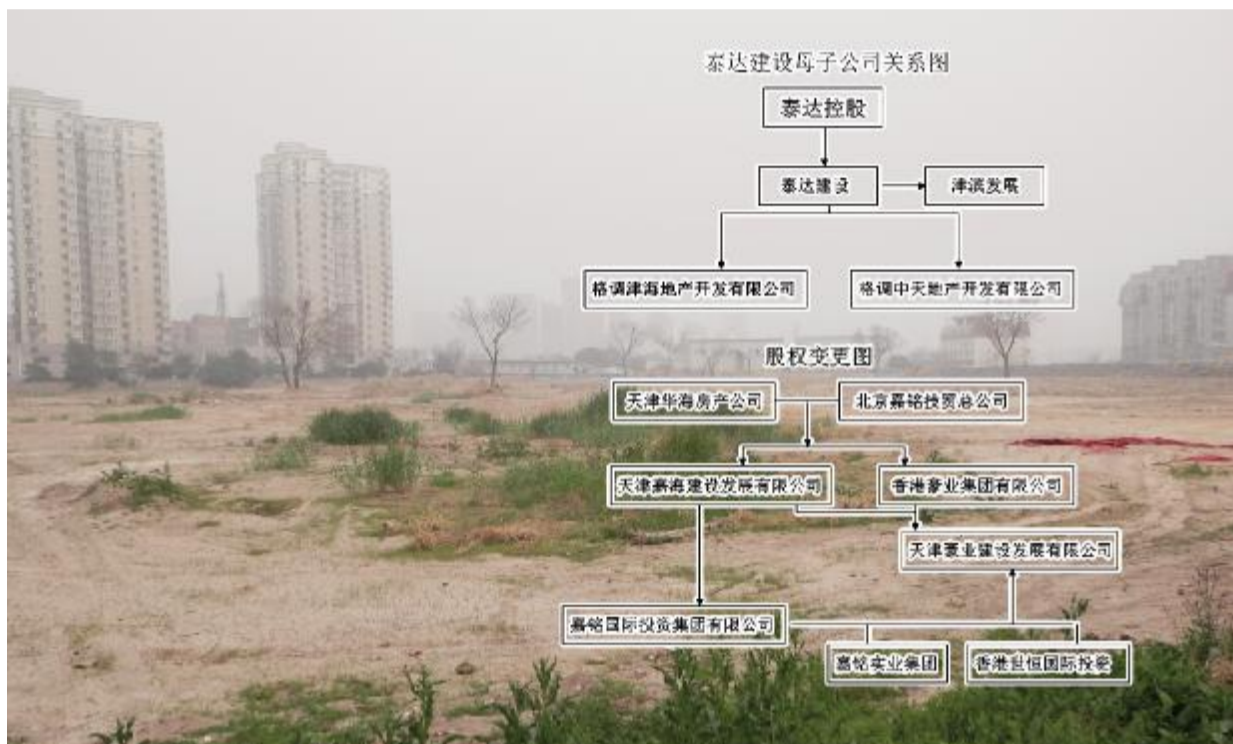 泰达建设母子公司关系图
泰达控股
泰达建设
津滨发展
格调津海地产开发有限公司
格调中天地产开发有限公司
股权变更图
天津华海房产公司
北京嘉铭投贸总公司
天津嘉海建设发展有限公司
香港豪业集团有限公司
天津豪业建设发展有限公司
嘉铭国际投资集团有限公司
嘉铭实业集团
香港世恒国际投资